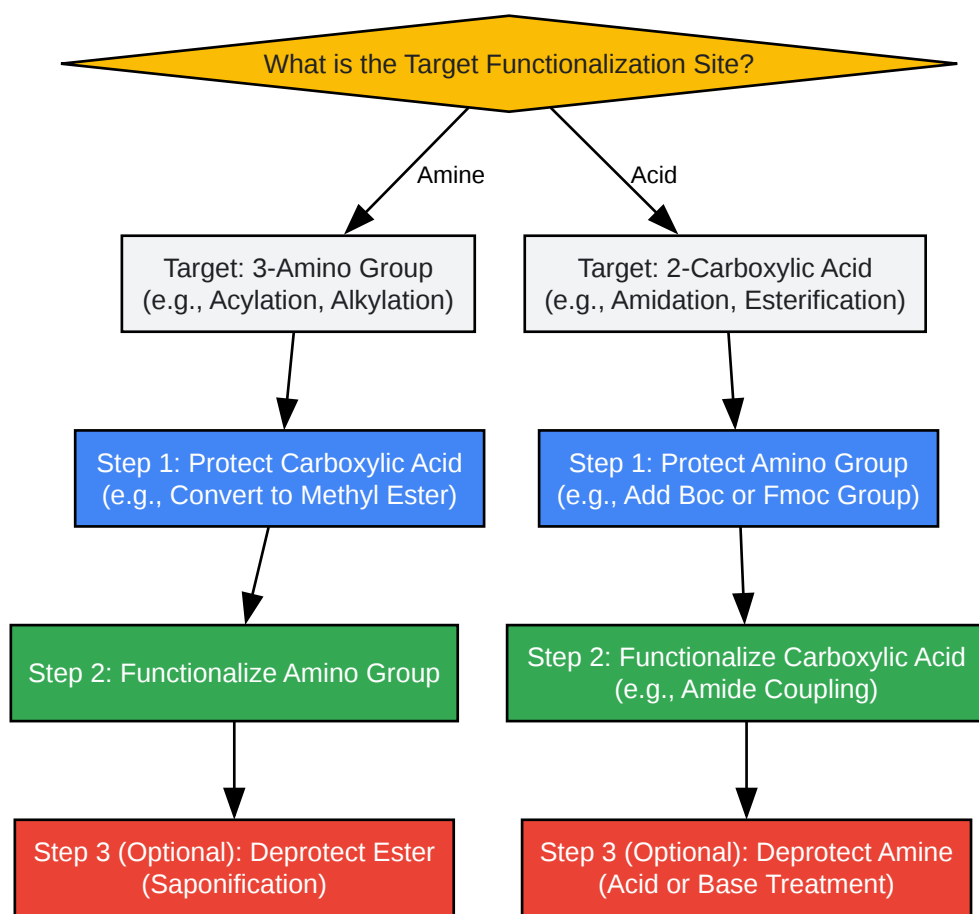 What is the Target Functionalization Site?
Amine
Acid
Target: 3-Amino Group
(e.g., Acylation, Alkylation)
Target: 2-Carboxylic Acid
(e.g., Amidation, Esterification)
Step 1: Protect Carboxylic Acid
(e.g., Convert to Methyl Ester)
Step 1: Protect Amino Group
(e.g., Add Boc or Fmoc Group)
Step 2: Functionalize Amino Group
Step 2: Functionalize Carboxylic Acid
(e.g., Amide Coupling)
Step 3 (Optional): Deprotect Ester
(Saponification)
Step 3 (Optional): Deprotect Amine
(Acid or Base Treatment)